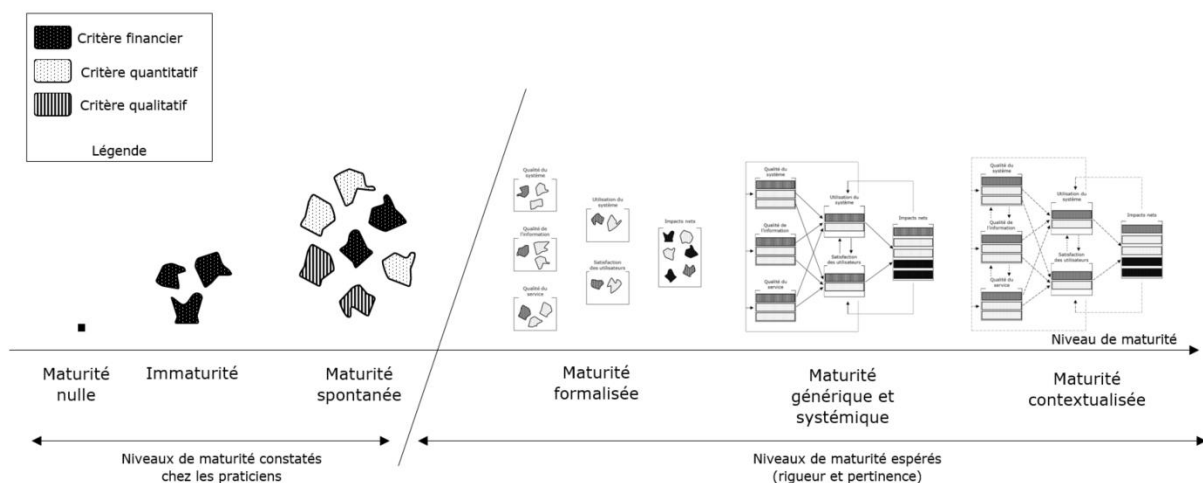 Critère financier
Critère quantitatif
Critère qualitatif
Légende
Qualité du
système
Qualité de
l'information
Qualité du
service
Utilisation du
système
Satisfaction
des utilisateurs
Impacts nets
Qualité du
système
Qualité de
l'information
Qualité du
service
Utilisation du
système
Satisfaction
des utilisateurs
Impacts nets
Qualité du
système
Qualité de
l'information
Qualité du
service
Utilisation du
système
Satisfaction
des utilisateurs
Impacts nets
Niveau de maturité
Maturité
nulle
Immaturité
Maturité
spontanée
Maturité
formalisée
Maturité
générique et
systémique
Maturité
contextualisée
Niveaux de maturité constatés
chez les praticiens
Niveaux de maturité espérés
(rigueur et pertinence)